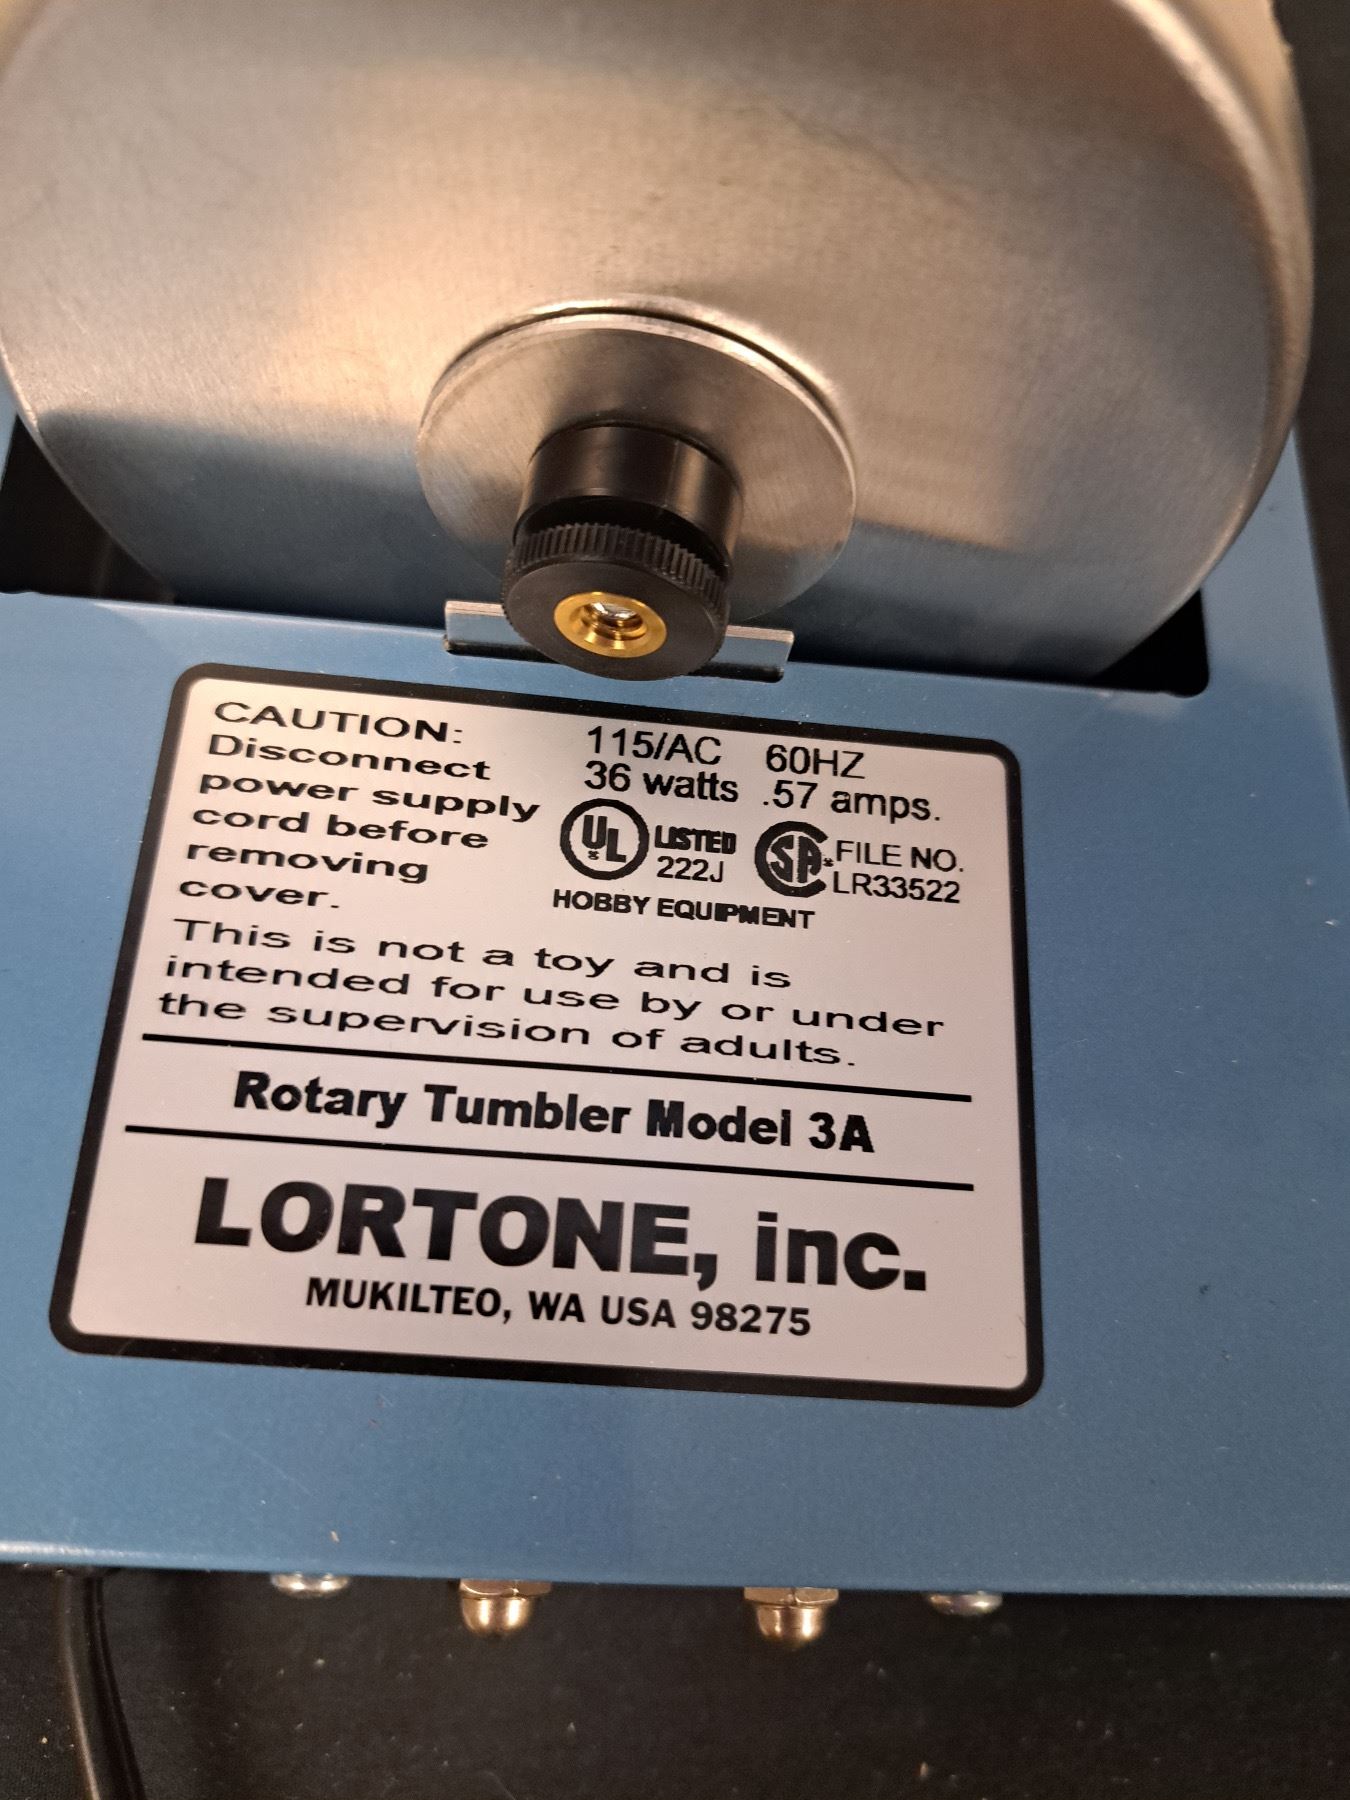 CAUTION:
Disconnect
power supply
cord before
removing
cover.
115/AC 60HZ
36 watts .57 amps.
UL LISTED
222J
SA FILE NO.
LR33522
HOBBY EQUIPMENT
This is not a toy and is
intended for use by or under
the supervision of adults.
Rotary Tumbler Model 3A
LORTONE, inc.
MUKILTEO, WA USA 98275